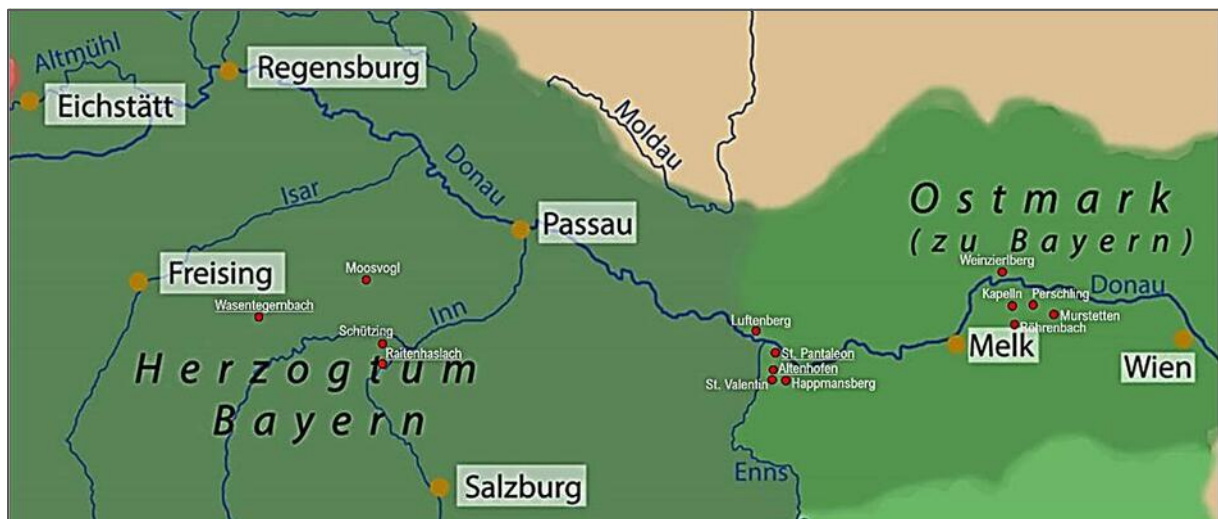 Altmühl
Regensburg
Eichstätt
Moldau
Donau
Isar
Passau
Ostmark
(zu Bayern)
Weinzierlberg
Donau
Freising
Moosvogl
Wasentegernbach
Inn
Kapelln
Perschling
Murstetten
Röhrenbach
Schützing
Raitenhaslach
Luftenberg
Herzogtum
Bayern
St. Pantaleon
Altenhofen
St. Valentin
Happmansberg
Melk
Wien
Enns
Salzburg